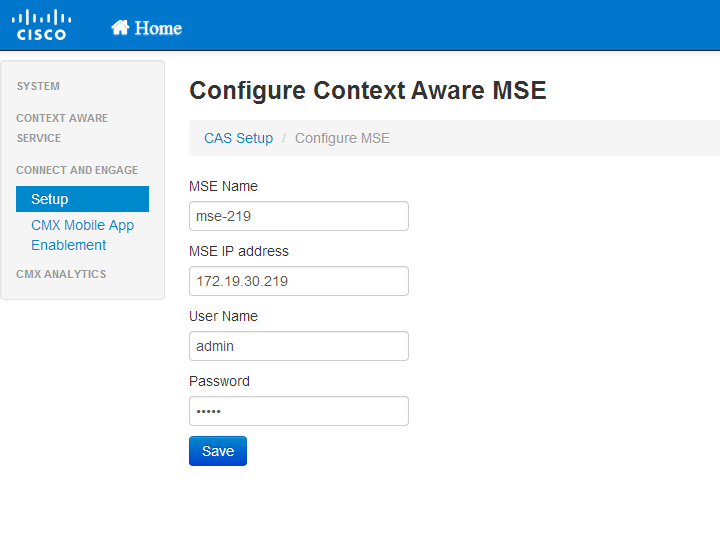 CISCO
Home
SYSTEM
CONTEXT AWARE
SERVICE
CONNECT AND ENGAGE
Setup
CMX Mobile App
Enablement
CMX ANALYTICS
Configure Context Aware MSE
CAS Setup / Configure MSE
MSE Name
mse-219
MSE IP address
172.19.30.219
User Name
admin
Password
•••••
Save